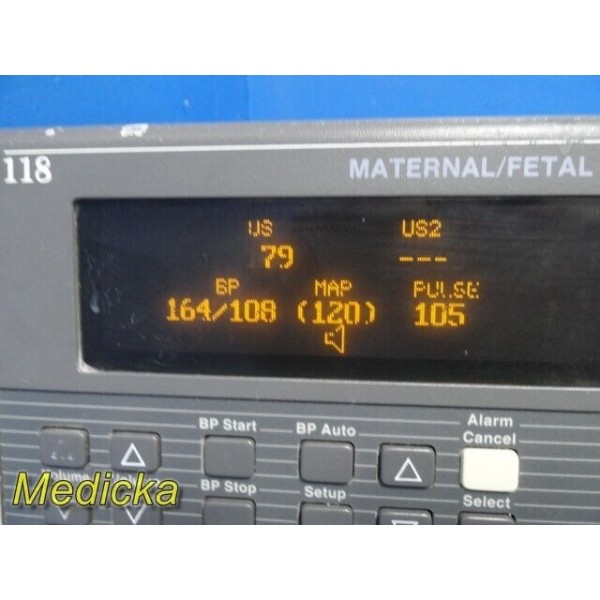 118 MATERNAL/FETAL
US US2
79 ---
BP MAP PULSE
164/108 (120) 105
BP Start BP Auto Alarm Cancel
Volume
BP Stop Setup Select
Medicka